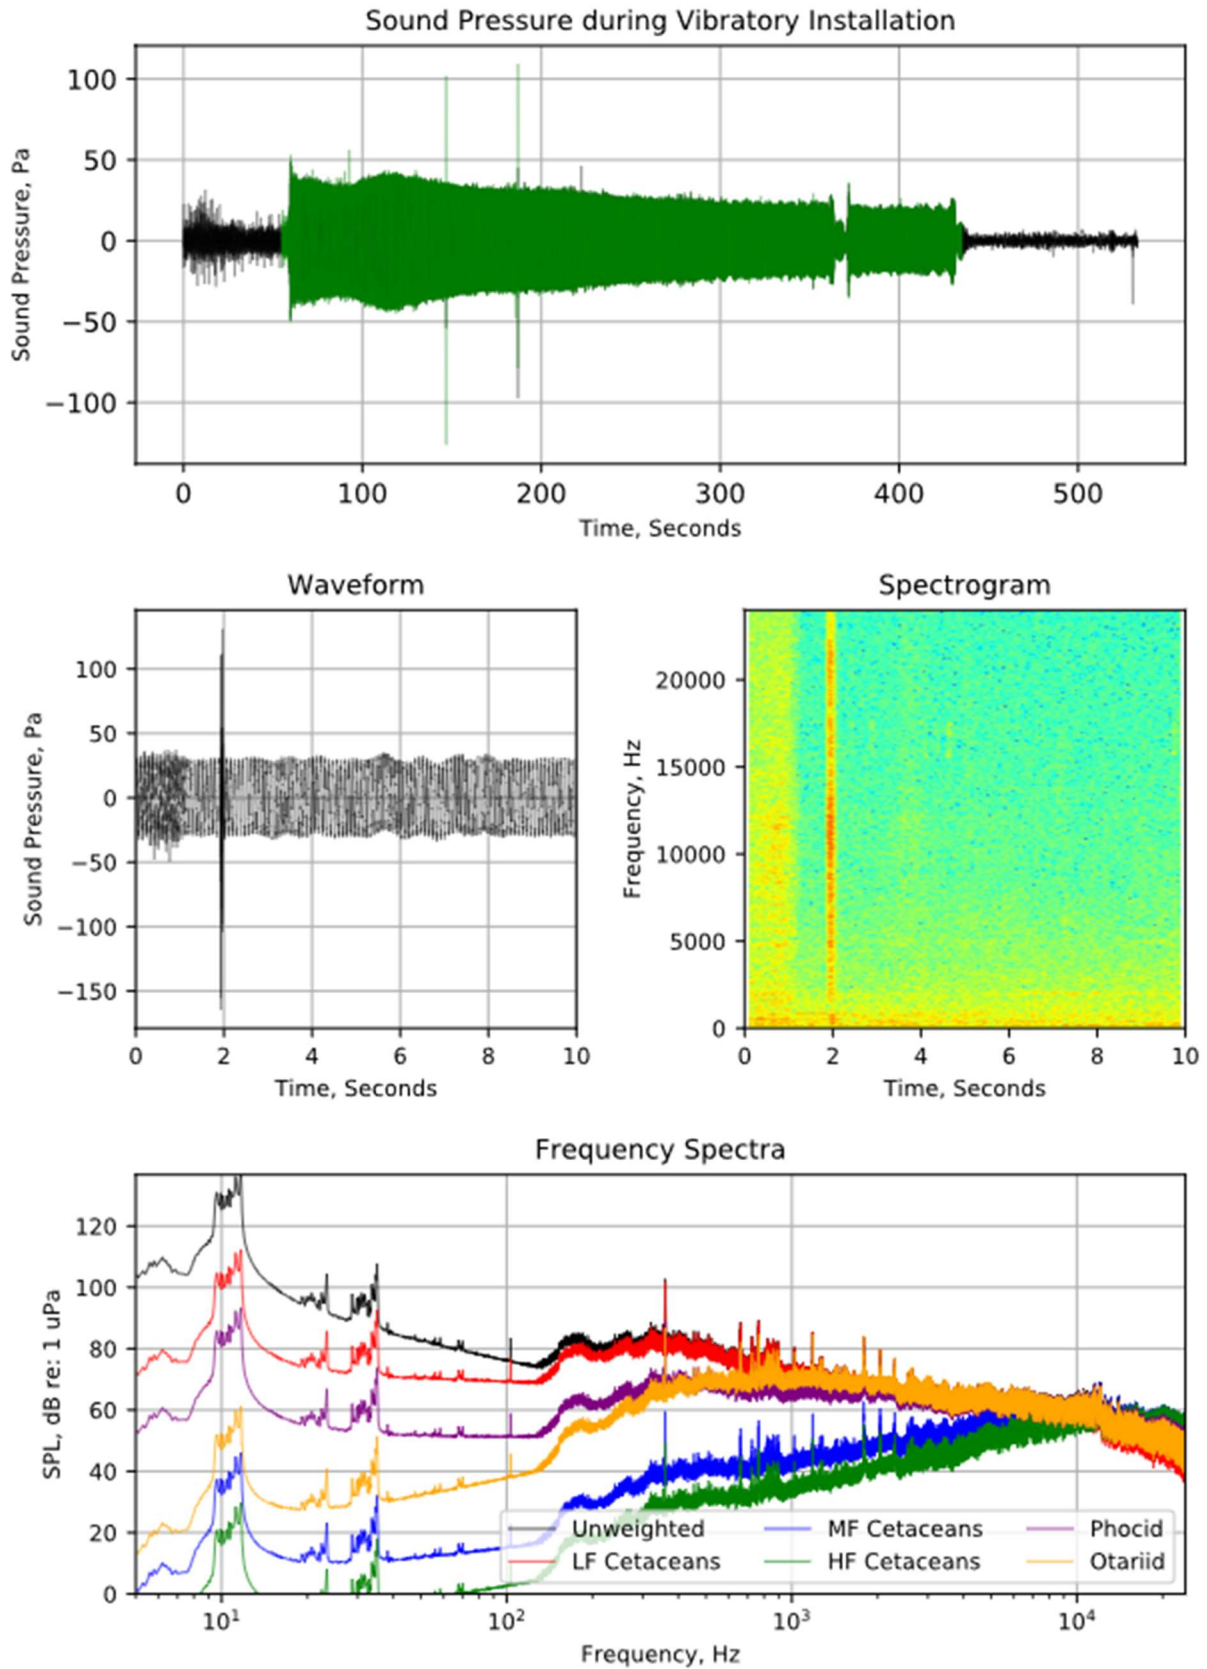 Sound Pressure during Vibratory Installation
Sound Pressure, Pa
100
50
0
−50
−100
0 100 200 300 400 500
Time, Seconds
Waveform
Sound Pressure, Pa
100
50
0
−50
−100
−150
0 2 4 6 8 10
Time, Seconds
Spectrogram
Frequency, Hz
20000
15000
10000
5000
0
0 2 4 6 8 10
Time, Seconds
Frequency Spectra
SPL, dB re: 1 uPa
120
100
80
60
40
20
0
Unweighted MF Cetaceans Phocid
LF Cetaceans HF Cetaceans Otariid
10¹ 10² 10³ 10⁴
Frequency, Hz